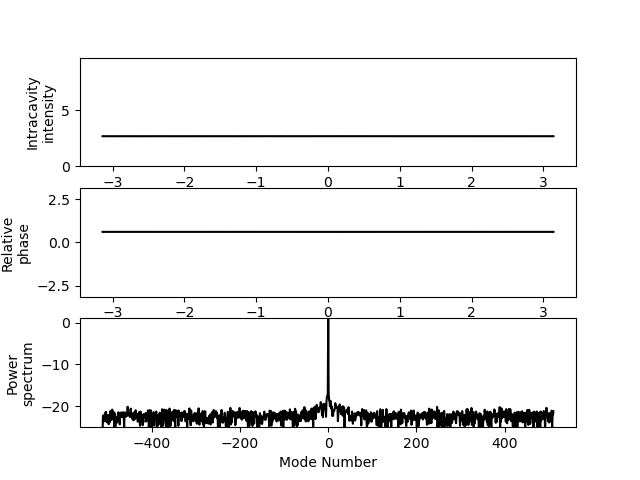 Intracavity
intensity
5
0
−3 −2 −1 0 1 2 3
Relative
phase
2.5
0.0
−2.5
−3 −2 −1 0 1 2 3
Power
spectrum
0
−10
−20
−400 −200 0 200 400
Mode Number